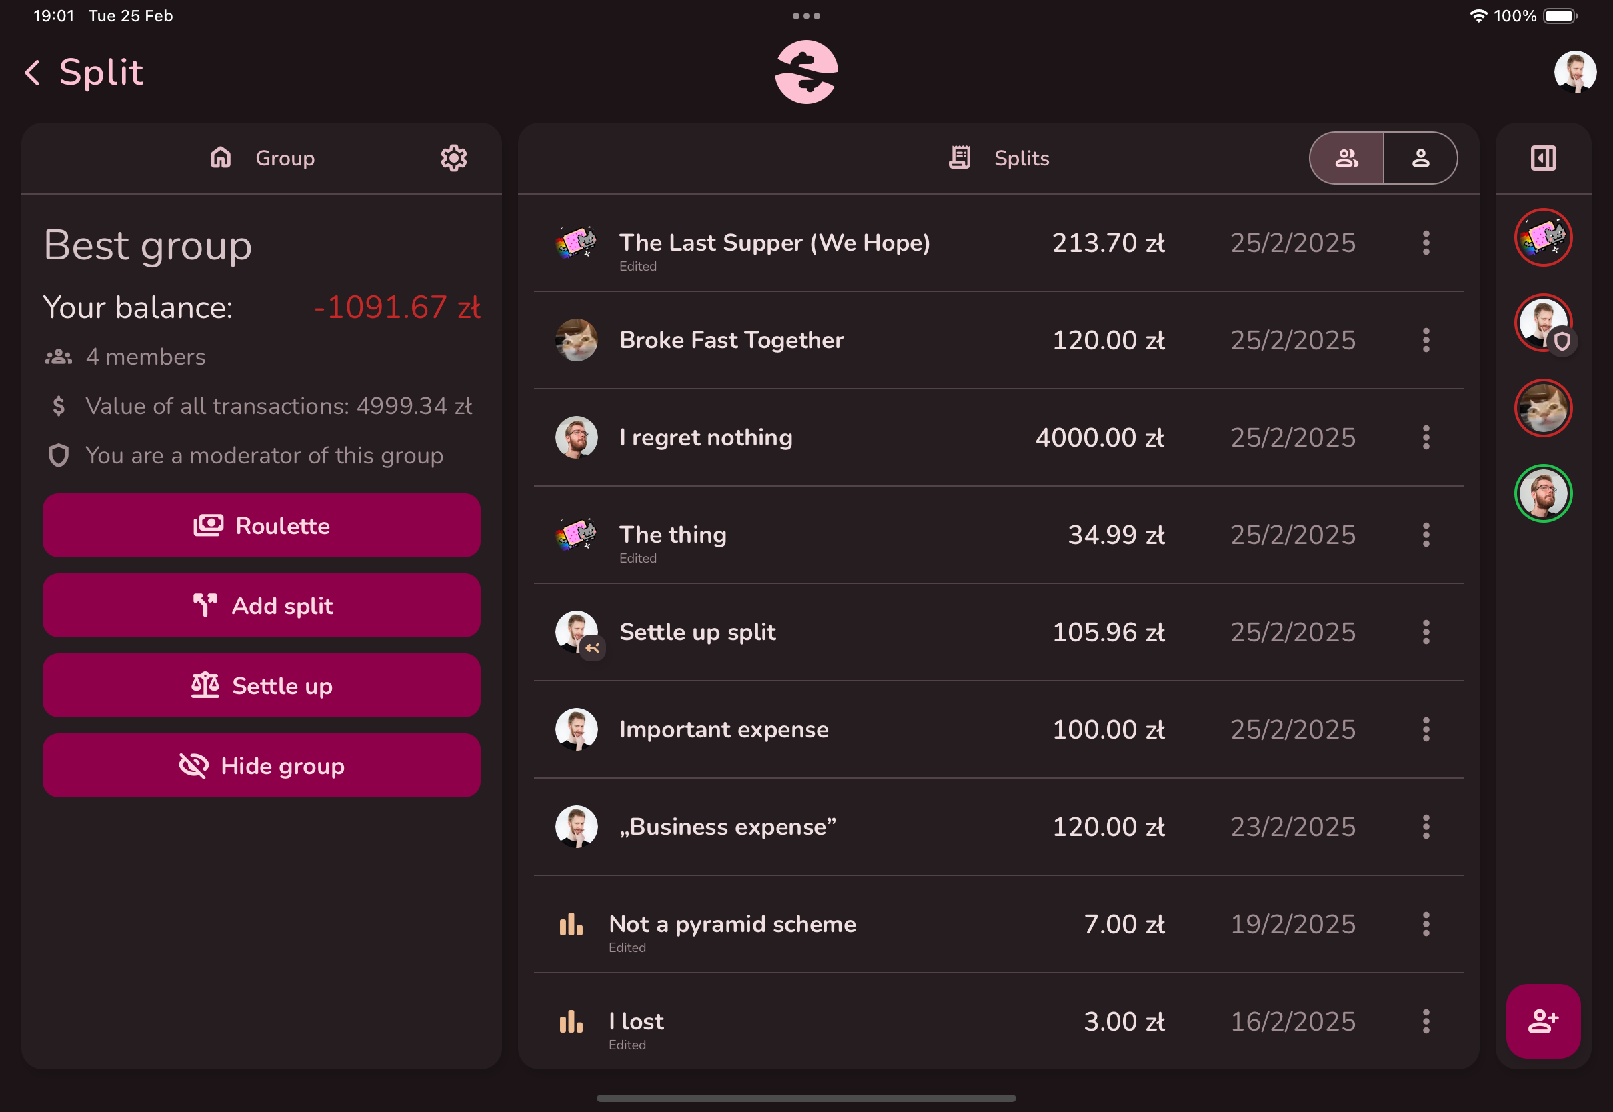 19:01 Tue 25 Feb
100%
Split
Group
Best group
Your balance: -1091.67 zł
4 members
Value of all transactions: 4999.34 zł
You are a moderator of this group
Roulette
Add split
Settle up
Hide group
Splits
The Last Supper (We Hope) 213.70 zł 25/2/2025
Edited
Broke Fast Together 120.00 zł 25/2/2025
I regret nothing 4000.00 zł 25/2/2025
The thing 34.99 zł 25/2/2025
Edited
Settle up split 105.96 zł 25/2/2025
Important expense 100.00 zł 25/2/2025
„Business expense” 120.00 zł 23/2/2025
Not a pyramid scheme 7.00 zł 19/2/2025
Edited
I lost 3.00 zł 16/2/2025
Edited